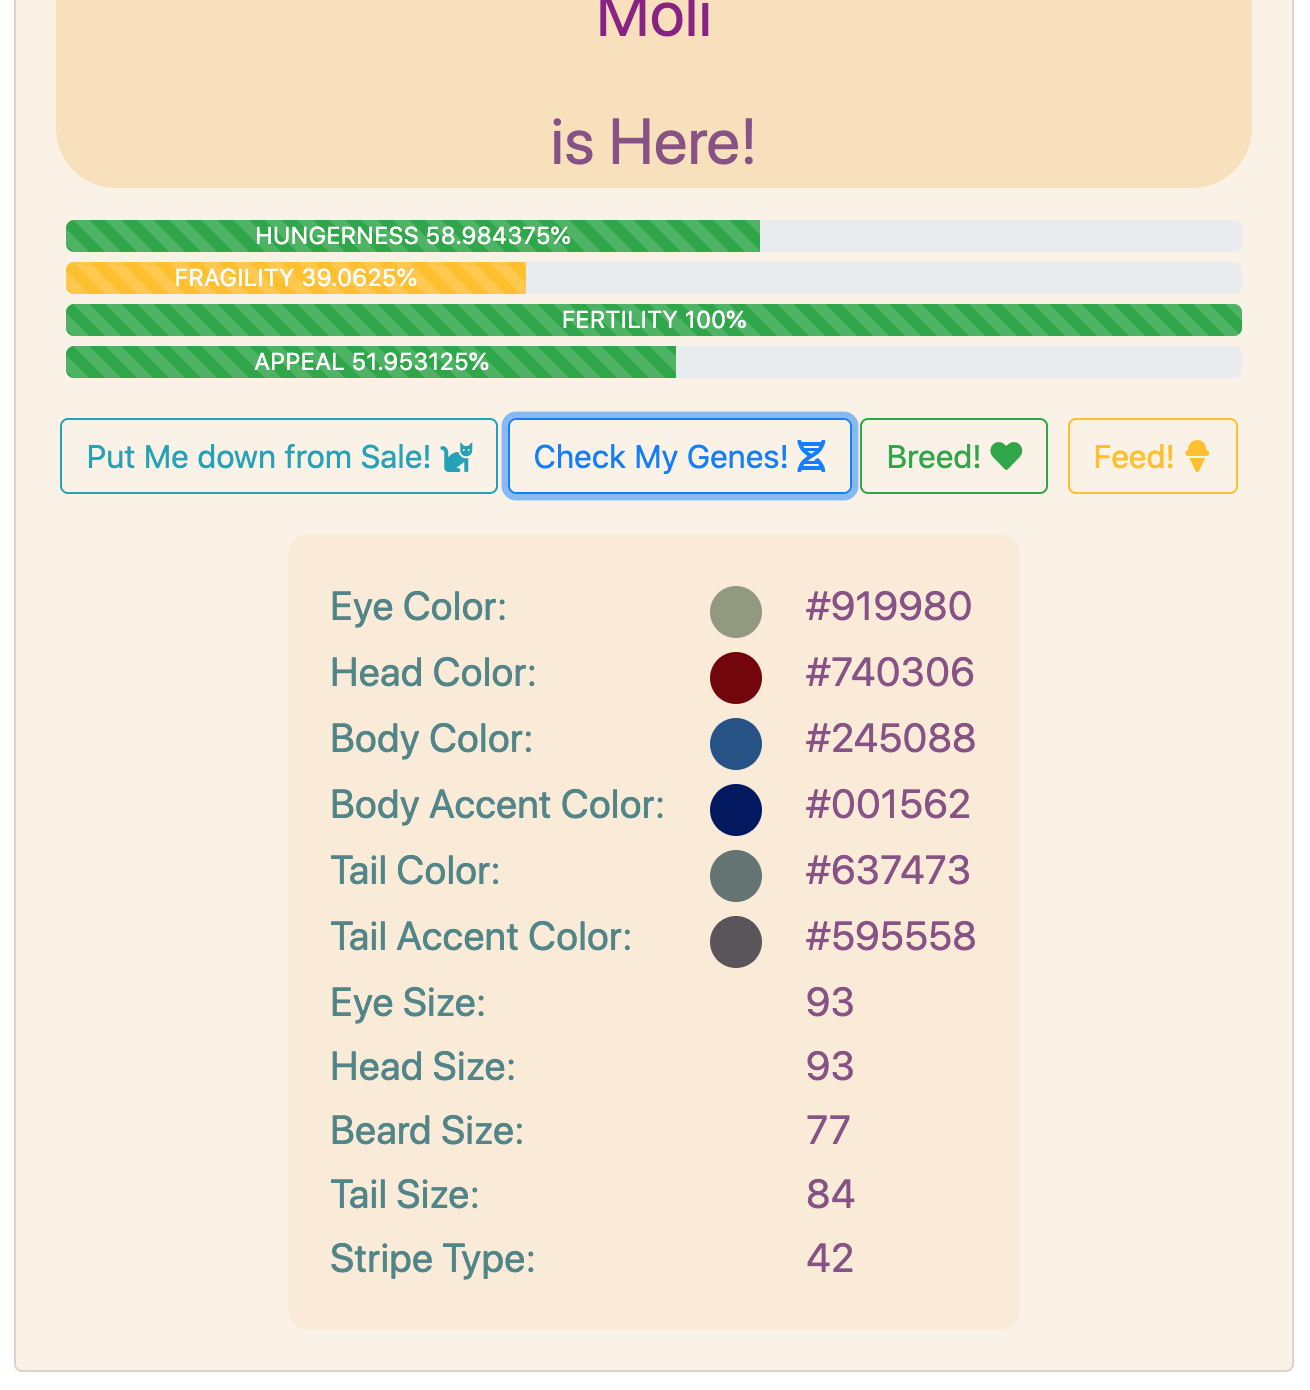 Moli
is Here!
HUNGERNESS 58.984375%
FRAGILITY 39.0625%
FERTILITY 100%
APPEAL 51.953125%
Put Me down from Sale! Check My Genes! Breed! Feed!
Eye Color: #919980
Head Color: #740306
Body Color: #245088
Body Accent Color: #001562
Tail Color: #637473
Tail Accent Color: #595558
Eye Size: 93
Head Size: 93
Beard Size: 77
Tail Size: 84
Stripe Type: 42